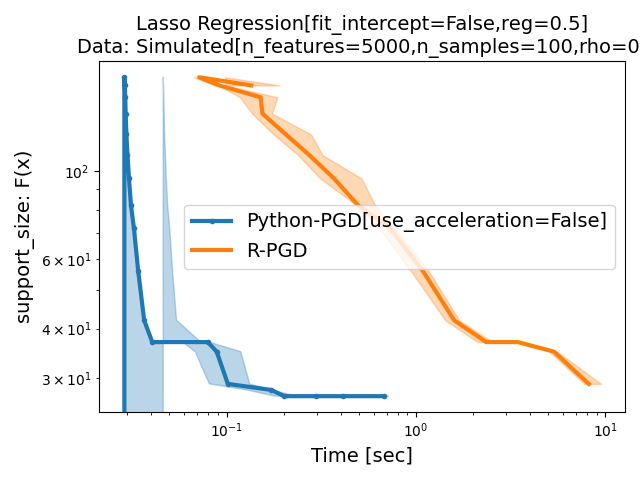 Lasso Regression[fit_intercept=False,reg=0.5]
Data: Simulated[n_features=5000,n_samples=100,rho=0
support_size: F(x)
10²
6 × 10¹
4 × 10¹
3 × 10¹
Python-PGD[use_acceleration=False]
R-PGD
10⁻¹
10⁰
10¹
Time [sec]